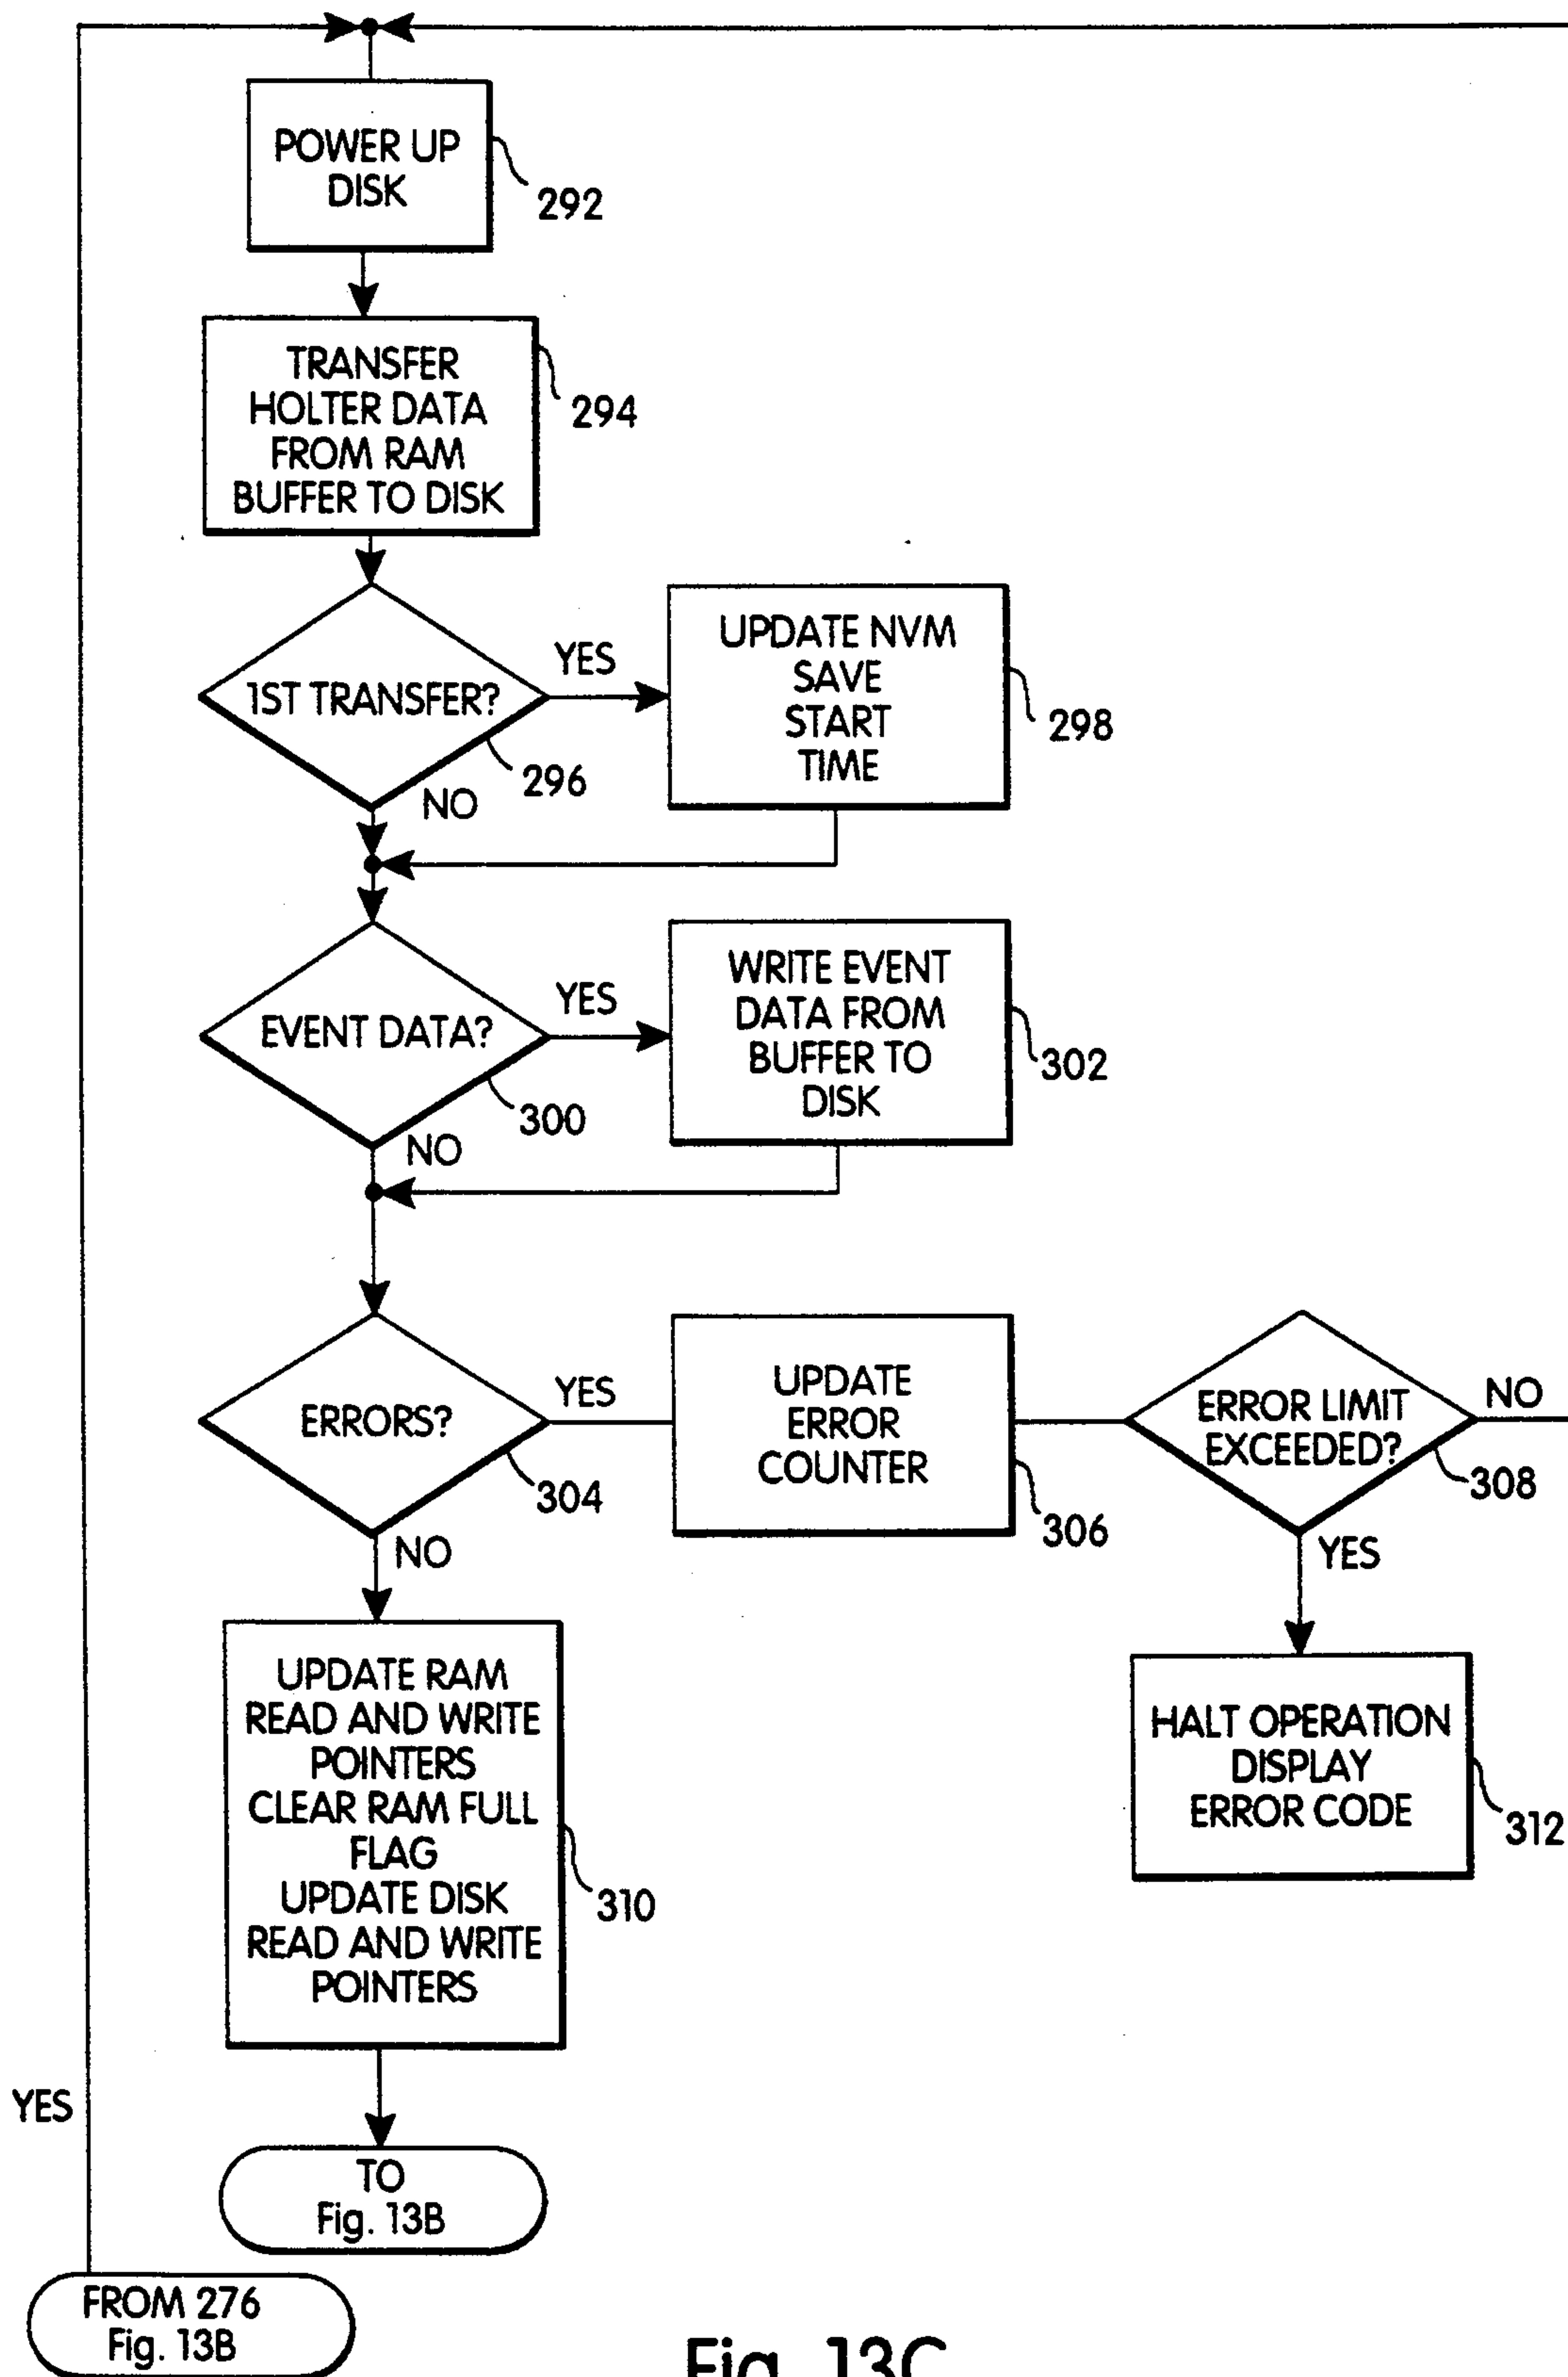 POWER UP
DISK
292
TRANSFER
HOLTER DATA
FROM RAM
BUFFER TO DISK
294
1ST TRANSFER?
296
YES
NO
UPDATE NVM
SAVE
START
TIME
298
EVENT DATA?
300
YES
NO
WRITE EVENT
DATA FROM
BUFFER TO
DISK
302
ERRORS?
304
YES
NO
UPDATE
ERROR
COUNTER
306
ERROR LIMIT
EXCEEDED?
308
NO
YES
UPDATE RAM
READ AND WRITE
POINTERS
CLEAR RAM FULL
FLAG
UPDATE DISK
READ AND WRITE
POINTERS
310
HALT OPERATION
DISPLAY
ERROR CODE
312
YES
TO
Fig. 13B
FROM 276
Fig. 13B
Fig. 13C